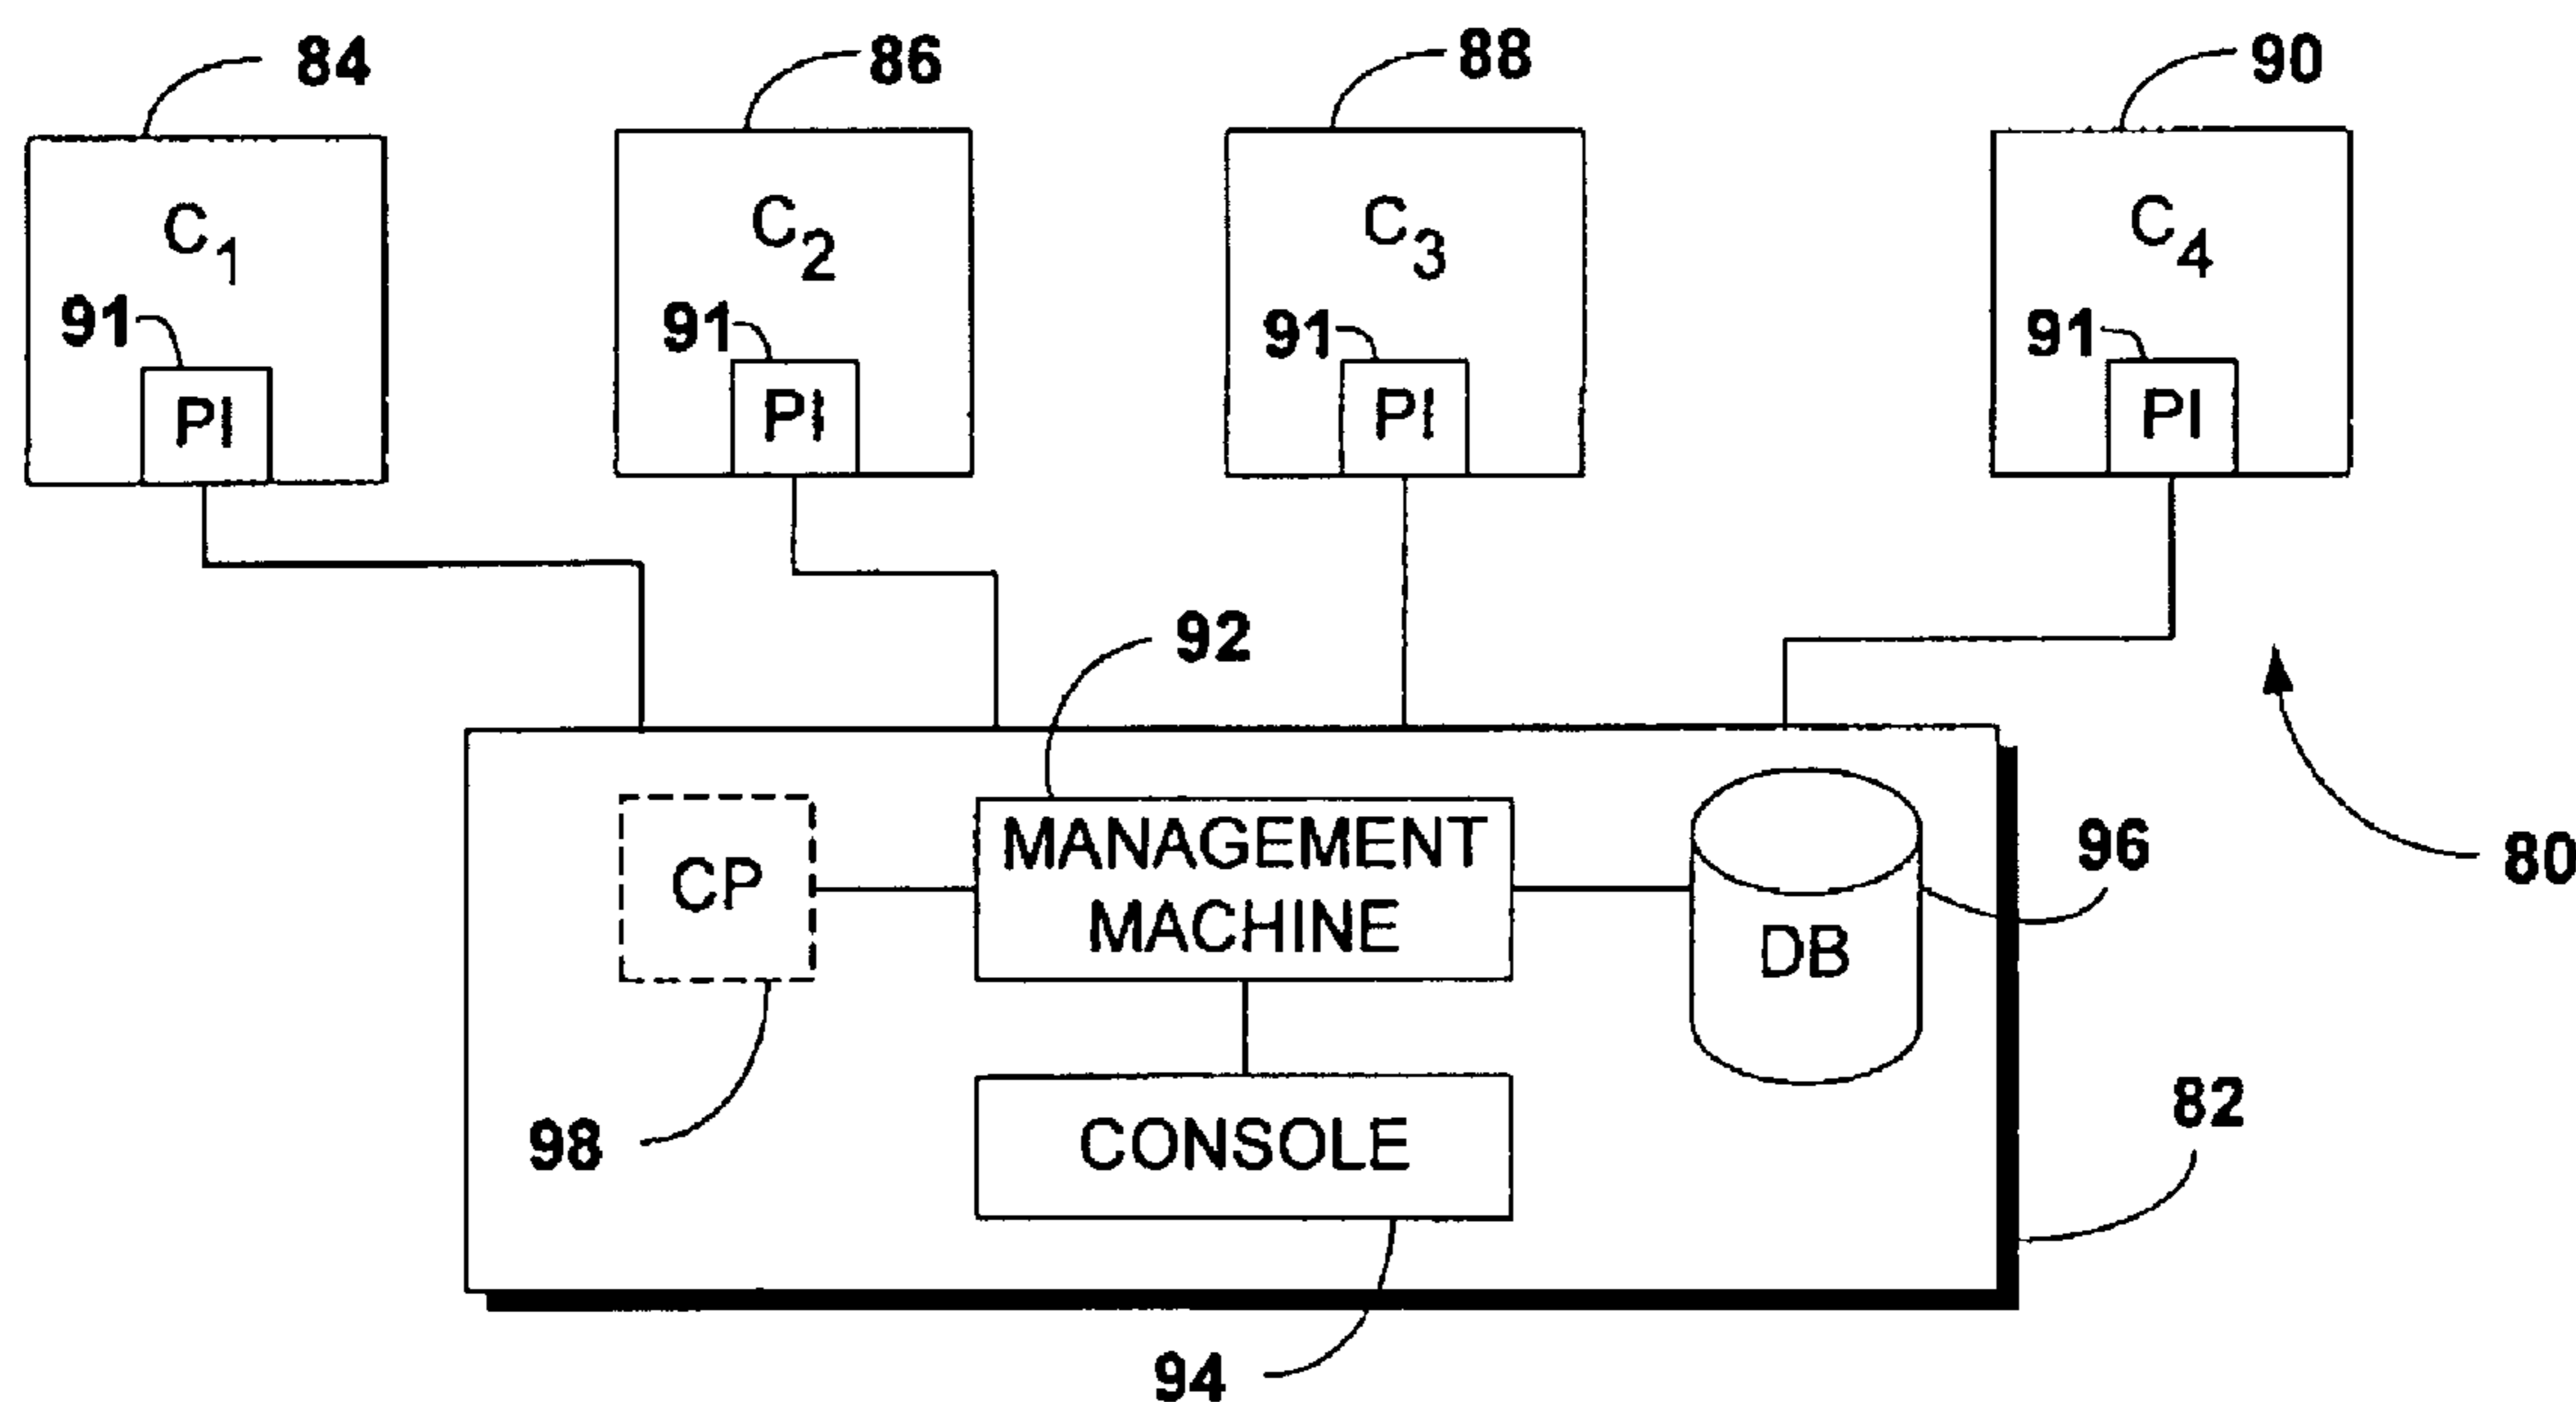 84
86
88
90
C1
C2
C3
C4
91
91
91
91
PI
PI
PI
PI
92
80
CP
MANAGEMENT
MACHINE
DB
96
98
CONSOLE
82
94